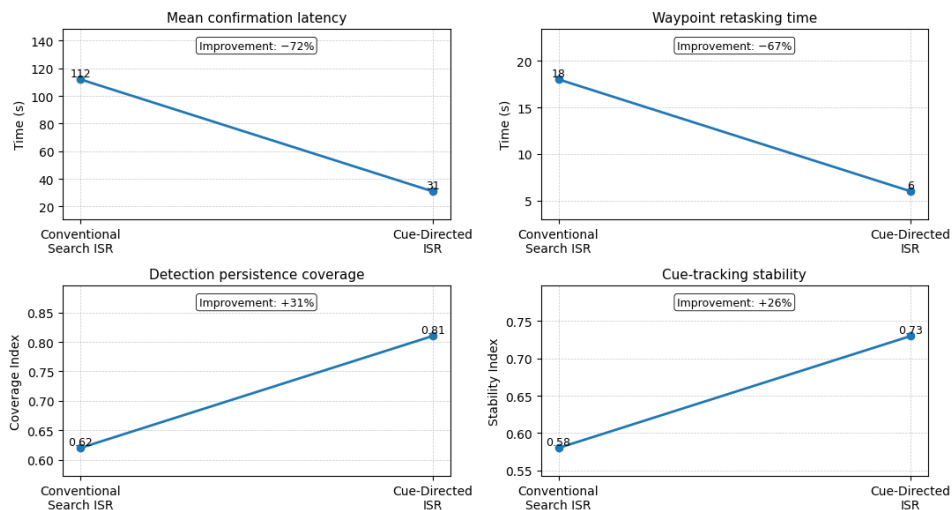 Mean confirmation latency
Improvement: −72%
Time (s)
140
120
100
80
60
40
20
112
31
Conventional
Search ISR
Cue-Directed
ISR
Waypoint retasking time
Improvement: −67%
Time (s)
20
15
10
5
18
6
Conventional
Search ISR
Cue-Directed
ISR
Detection persistence coverage
Improvement: +31%
Coverage Index
0.85
0.80
0.75
0.70
0.65
0.60
0.62
0.81
Conventional
Search ISR
Cue-Directed
ISR
Cue-tracking stability
Improvement: +26%
Stability Index
0.75
0.70
0.65
0.60
0.55
0.58
0.73
Conventional
Search ISR
Cue-Directed
ISR